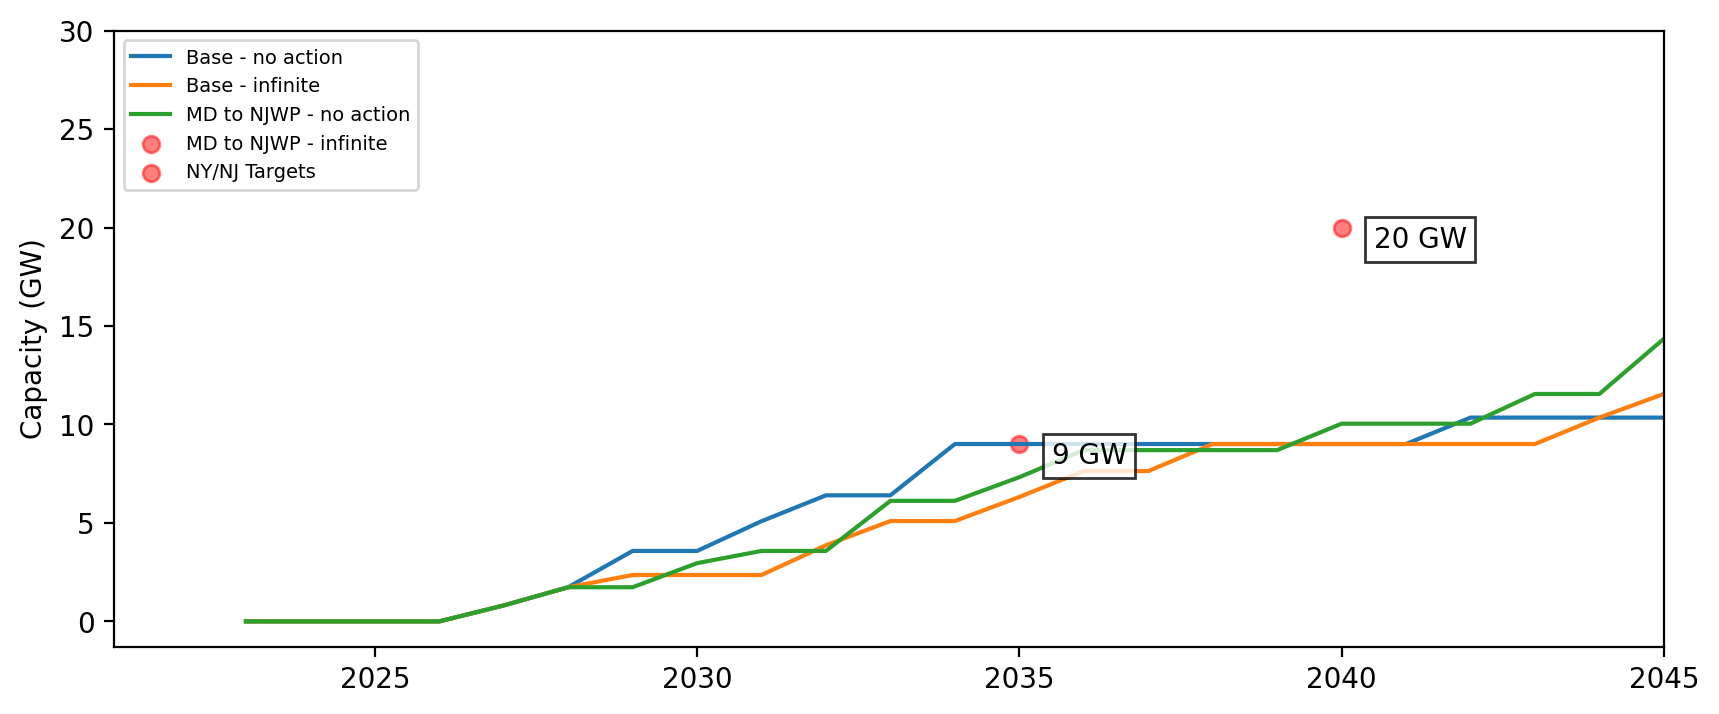 30
25
20
15
10
5
0
Capacity (GW)
Base - no action
Base - infinite
MD to NJWP - no action
MD to NJWP - infinite
NY/NJ Targets
20 GW
9 GW
2025
2030
2035
2040
2045